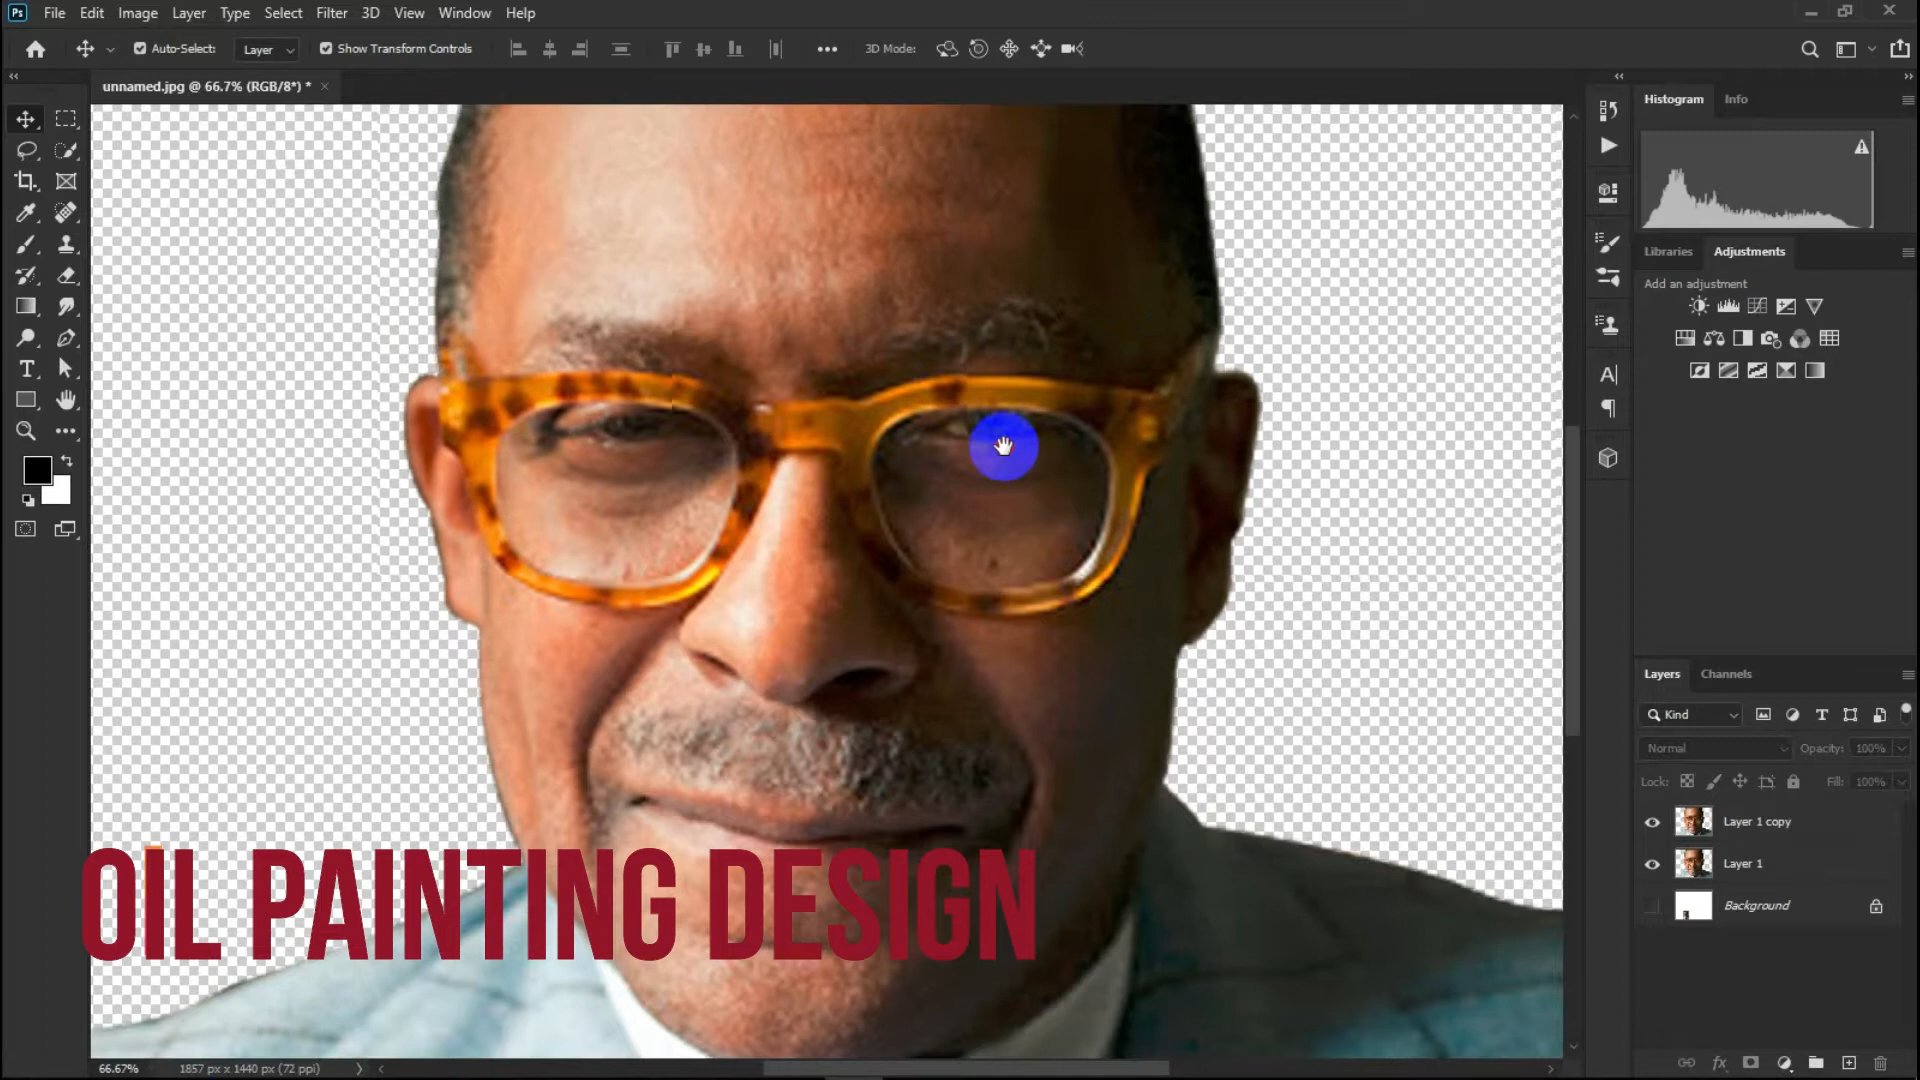 Ps File Edit Image Layer Type Select Filter 3D View Window Help
Auto-Select: Layer Show Transform Controls 3D Mode:
unnamed.jpg @ 66.7% (RGB/8*) *
Histogram Info
Libraries Adjustments
Add an adjustment
Layers Channels
Kind
Normal Opacity: 100%
Lock: Fill: 100%
Layer 1 copy
Layer 1
Background
OIL PAINTING DESIGN
66.67% 1857 px x 1440 px (72 ppi)